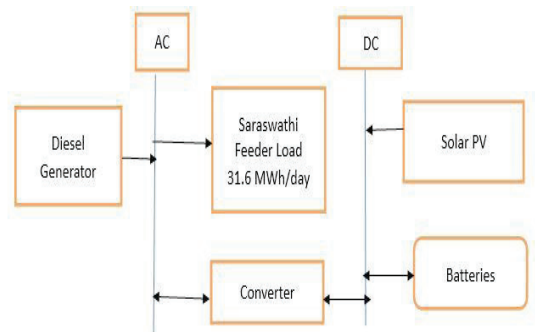 AC
DC
Diesel
Generator
Saraswathi
Feeder Load
31.6 MWh/day
Solar PV
Converter
Batteries